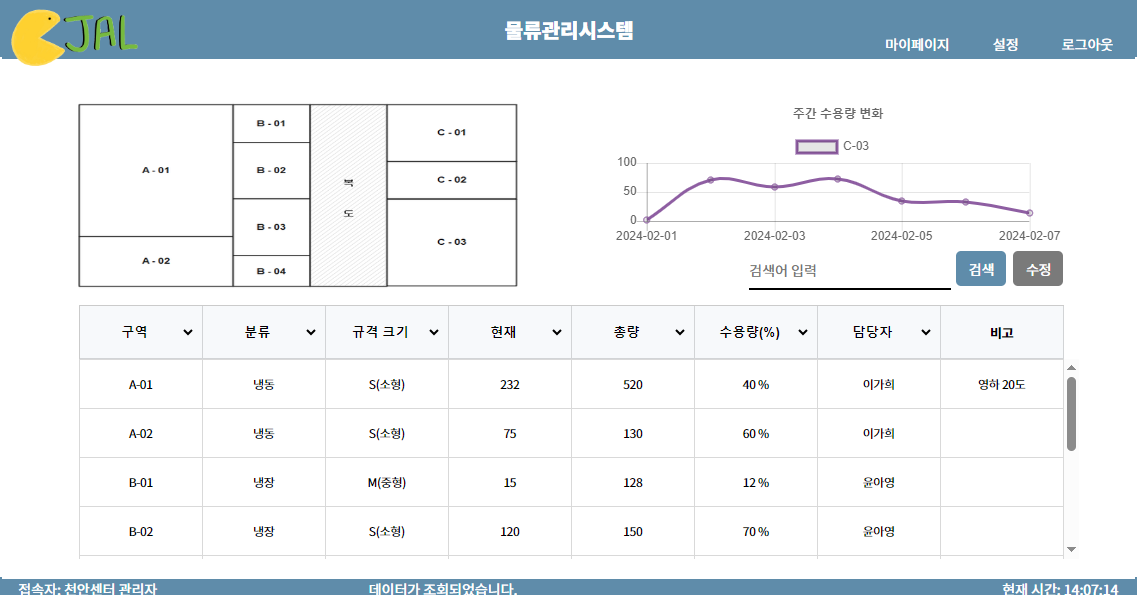 JAL
물류관리시스템
마이페이지 설정 로그아웃
A - 01
A - 02
B - 01
B - 02
B - 03
B - 04
복도
C - 01
C - 02
C - 03
주간 수용량 변화
C-03
100
50
0
2024-02-01 2024-02-03 2024-02-05 2024-02-07
검색어 입력 검색 수정
구역 분류 규격 크기 현재 총량 수용량(%) 담당자 비고
A-01 냉동 S(소형) 232 520 40 % 이가희 영하 20도
A-02 냉동 S(소형) 75 130 60 % 이가희
B-01 냉장 M(중형) 15 128 12 % 윤아영
B-02 냉장 S(소형) 120 150 70 % 윤아영
접속자: 천안센터 관리자 데이터가 조회되었습니다. 현재 시간: 14:07:14